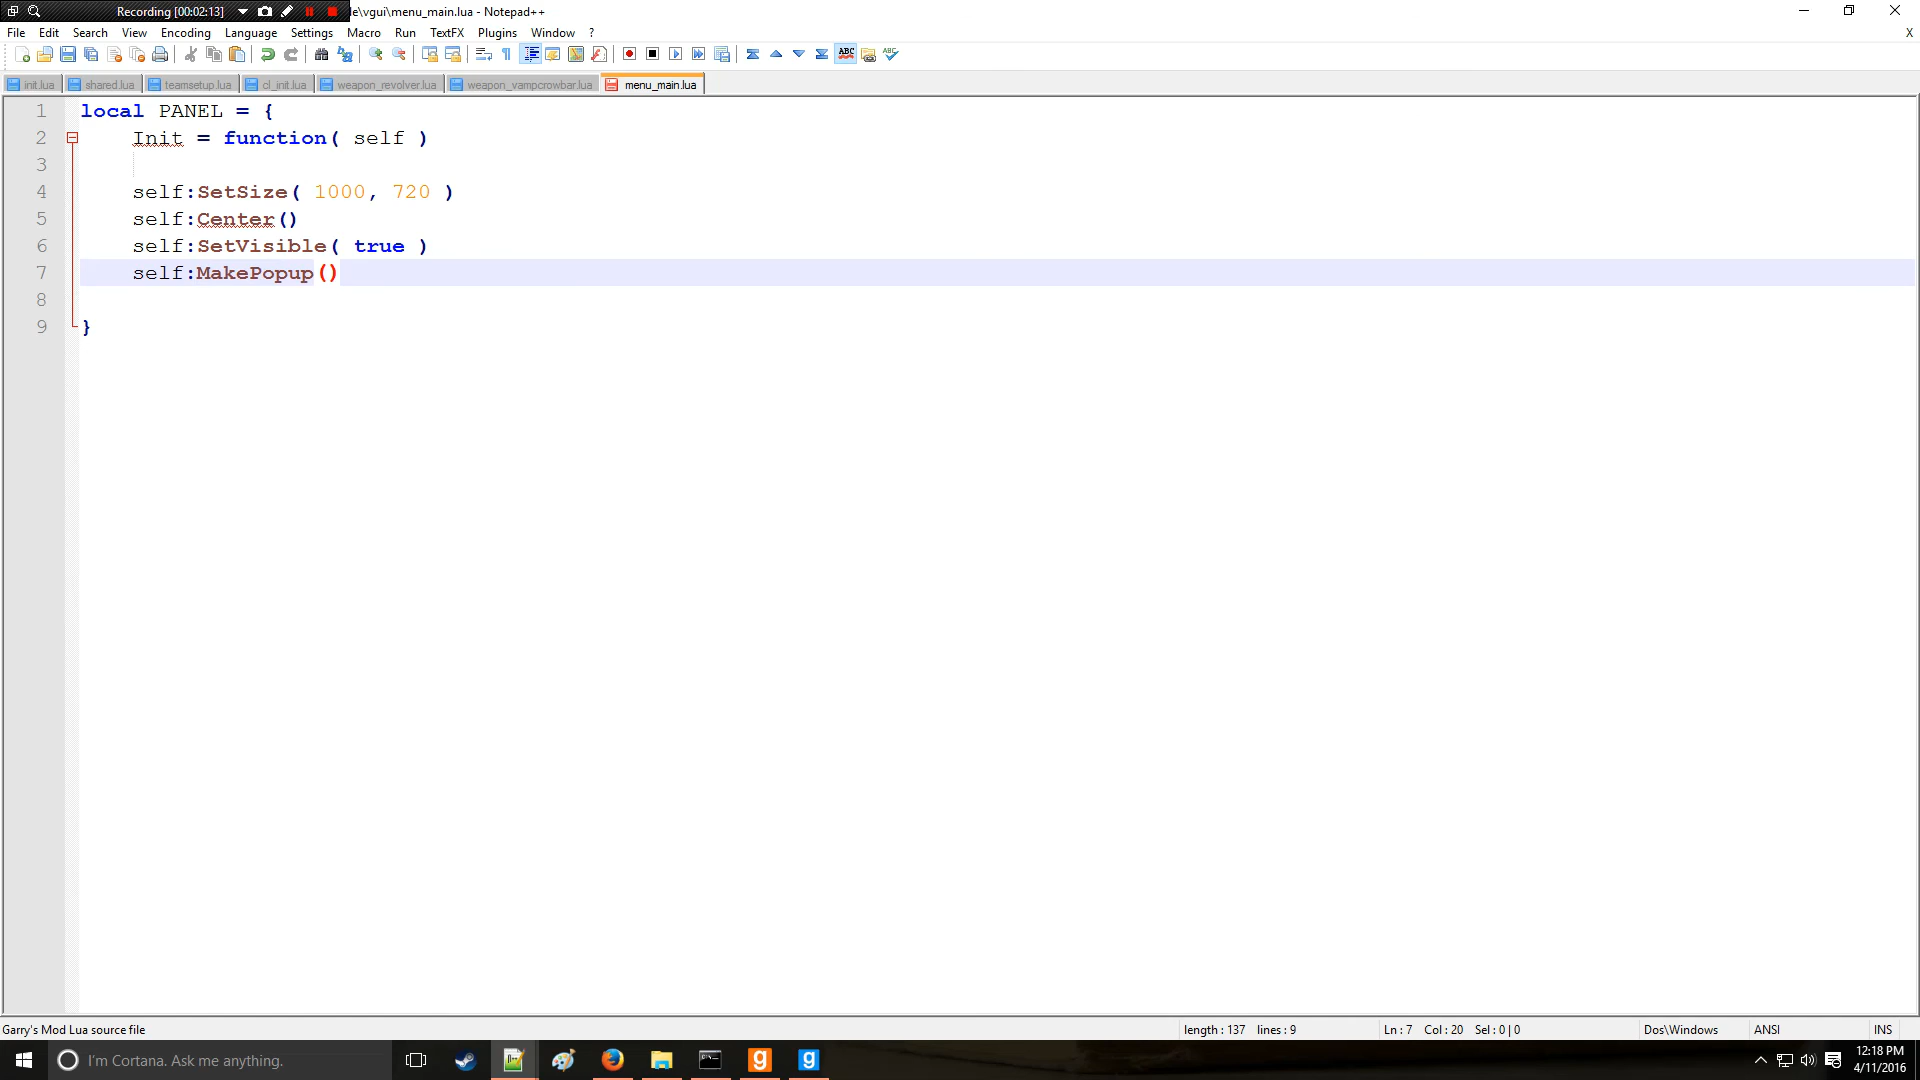 Recording [00:02:13] le\vgui\menu_main.lua - Notepad++
File Edit Search View Encoding Language Settings Macro Run TextFX Plugins Window ? X
init.lua shared.lua teamsetup.lua cl_init.lua weapon_revolver.lua weapon_vampcrowbar.lua menu_main.lua
1 local PANEL = {
2 Init = function( self )
3
4 self:SetSize( 1000, 720 )
5 self:Center()
6 self:SetVisible( true )
7 self:MakePopup()
8
9 }
Garry's Mod Lua source file length : 137 lines : 9 Ln : 7 Col : 20 Sel : 0 | 0 Dos\Windows ANSI INS
I'm Cortana. Ask me anything. 12:18 PM
4/11/2016